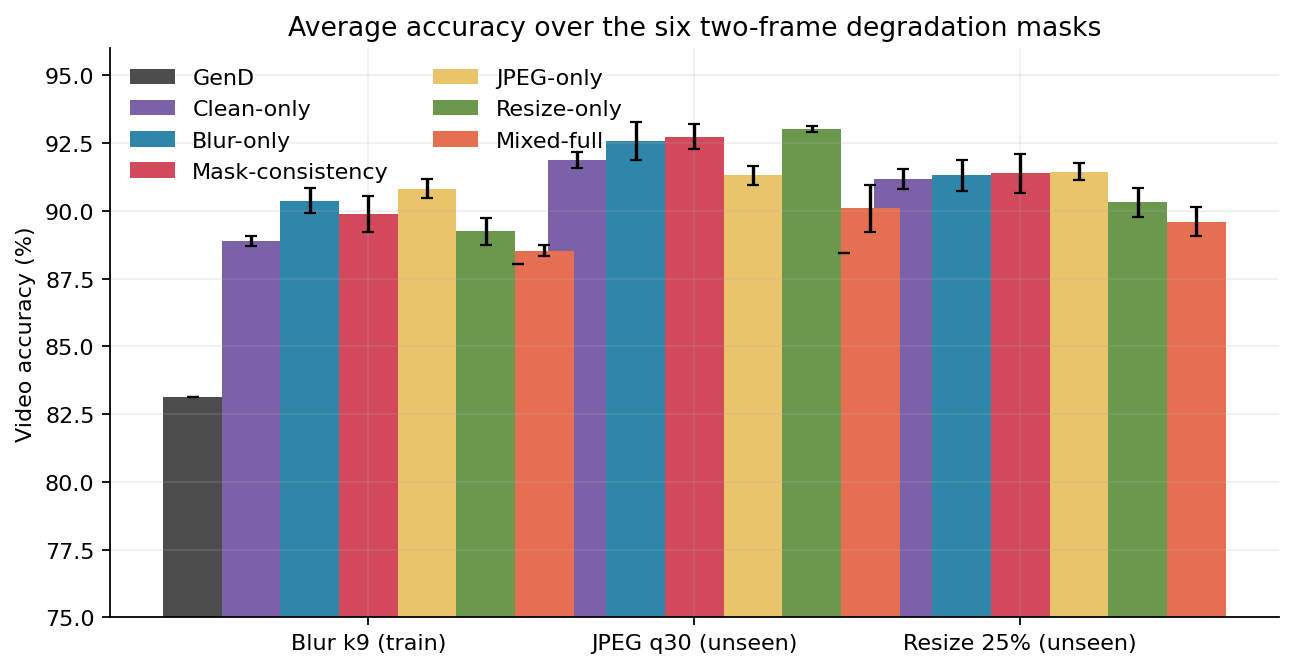 Average accuracy over the six two-frame degradation masks
GenD
Clean-only
Blur-only
Mask-consistency
JPEG-only
Resize-only
Mixed-full
Video accuracy (%)
95.0
92.5
90.0
87.5
85.0
82.5
80.0
77.5
75.0
Blur k9 (train)
JPEG q30 (unseen)
Resize 25% (unseen)